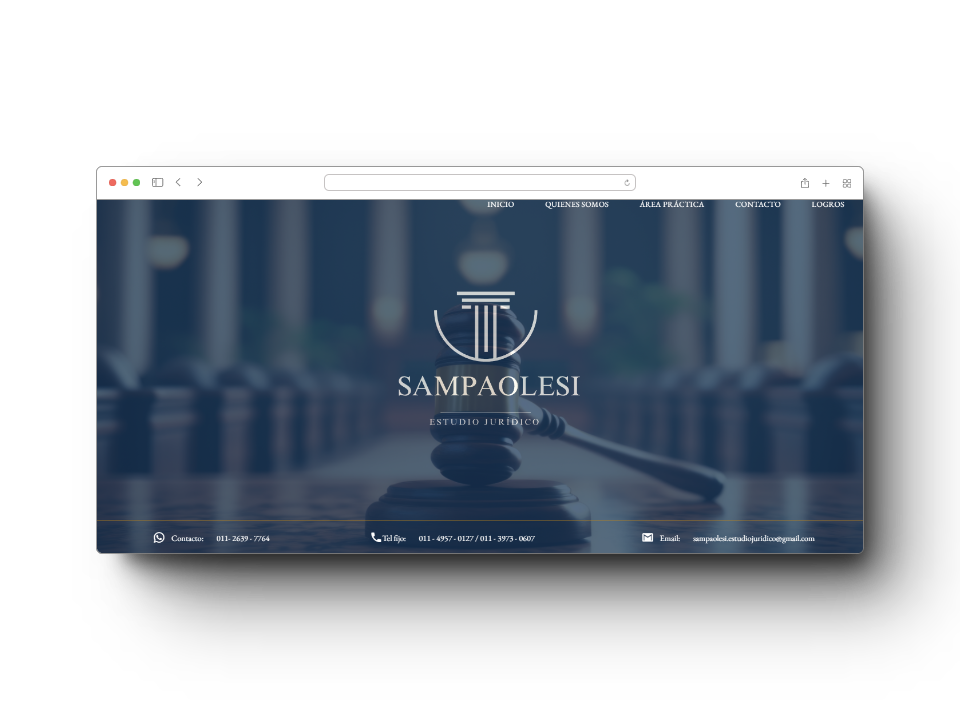 INICIO QUIENES SOMOS ÁREA PRÁCTICA CONTACTO LOGROS
SAMPAOLESI
ESTUDIO JURÍDICO
Contacto: 011- 2639 - 7764 Tel fijo: 011 - 4957 - 0127 / 011 - 3973 - 0607 Email: sampaolesi.estudiojuridico@gmail.com